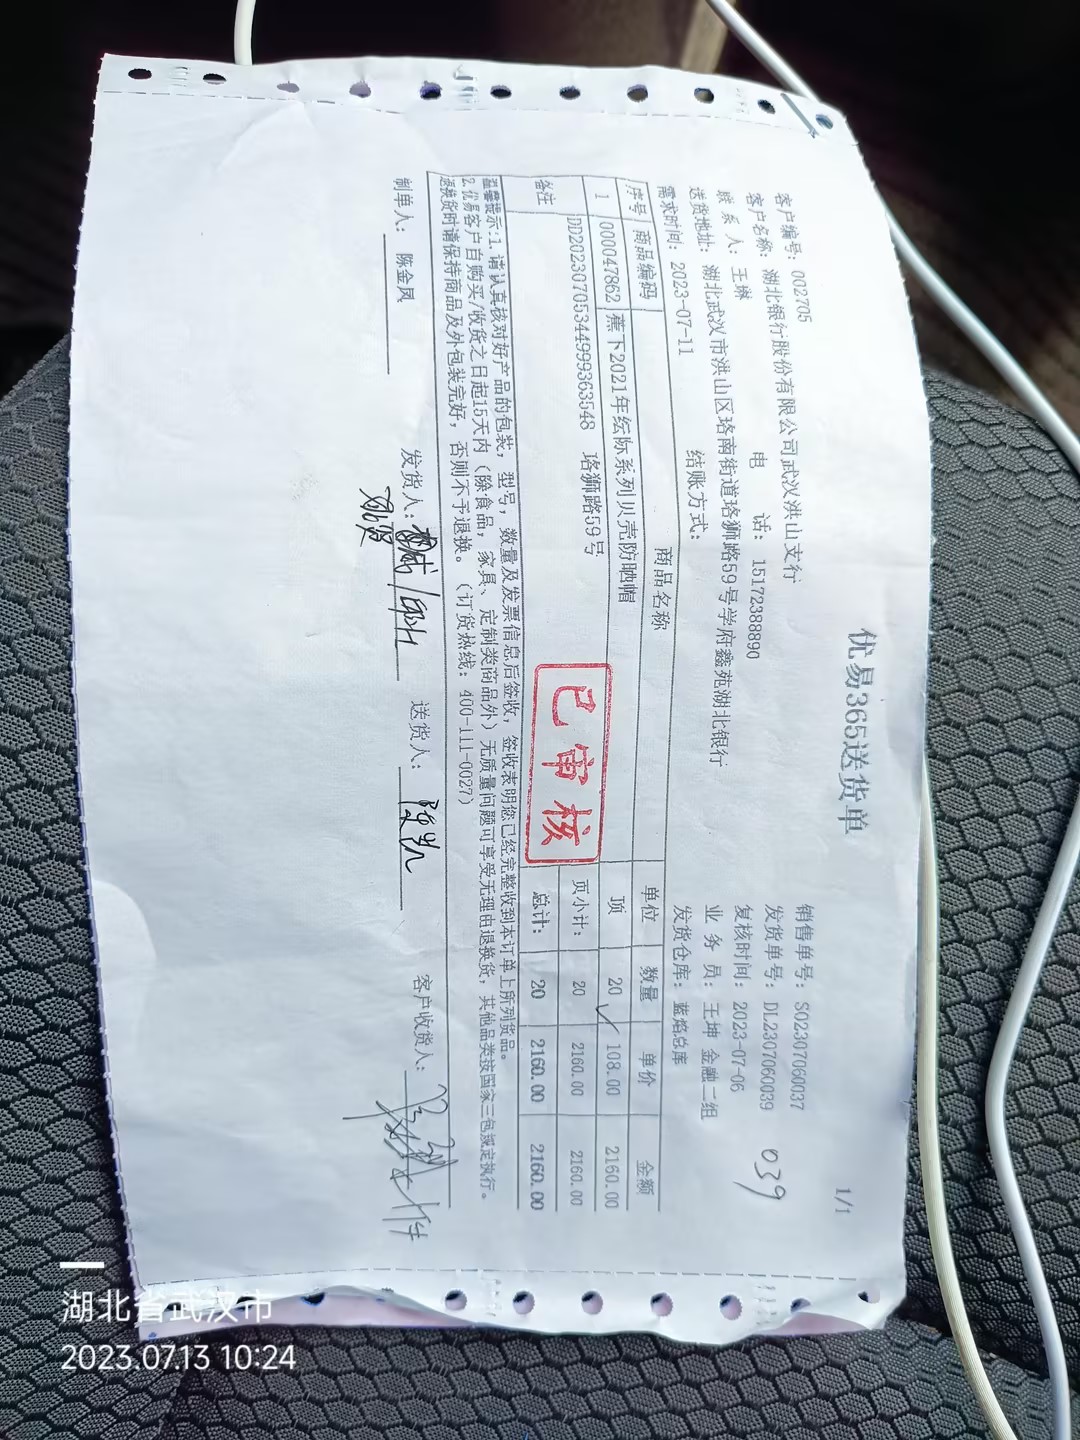 优易365送货单
1/1
客户编号: 002705
销售单号: SO2307060037
客户名称: 湖北银行股份有限公司武汉洪山支行
发货单号: DL2307060039
039
联系人: 王琳 电 话: 15172388890
复核时间: 2023-07-06
送货地址: 湖北武汉市洪山区珞南街道珞狮路59号学府鑫苑湖北银行
业务员: 王坤 金融二组
需求时间: 2023-07-11 结账方式:
发货仓库: 蓝焰总库
序号 商品编码 商品名称 单位 数量 单价 金额
1 000047862 蕉下2021年纭际系列贝壳防晒帽 顶 20 108.00 2160.00
DD20230705344999363548 珞狮路59号 页小计: 20 2160.00 2160.00
备注 总计: 20 2160.00 2160.00
已审核
温馨提示:1.请认真核对好产品的包装, 型号, 数量及发票信息后签收, 签收表明您已经完整收到本订单上所列货品。
2.优易客户自购买/收货之日起15天内 (除食品, 家具、定制类商品外) 无质量问题可享受无理由退换货, 其他品类按国家三包规定执行。
退换货时请保持商品及外包装完好, 否则不予退换。 (订货热线: 400-111-0027)
制单人: 陈金凤 发货人: 送货人: 客户收货人:
湖北省武汉市
2023.07.13 10:24